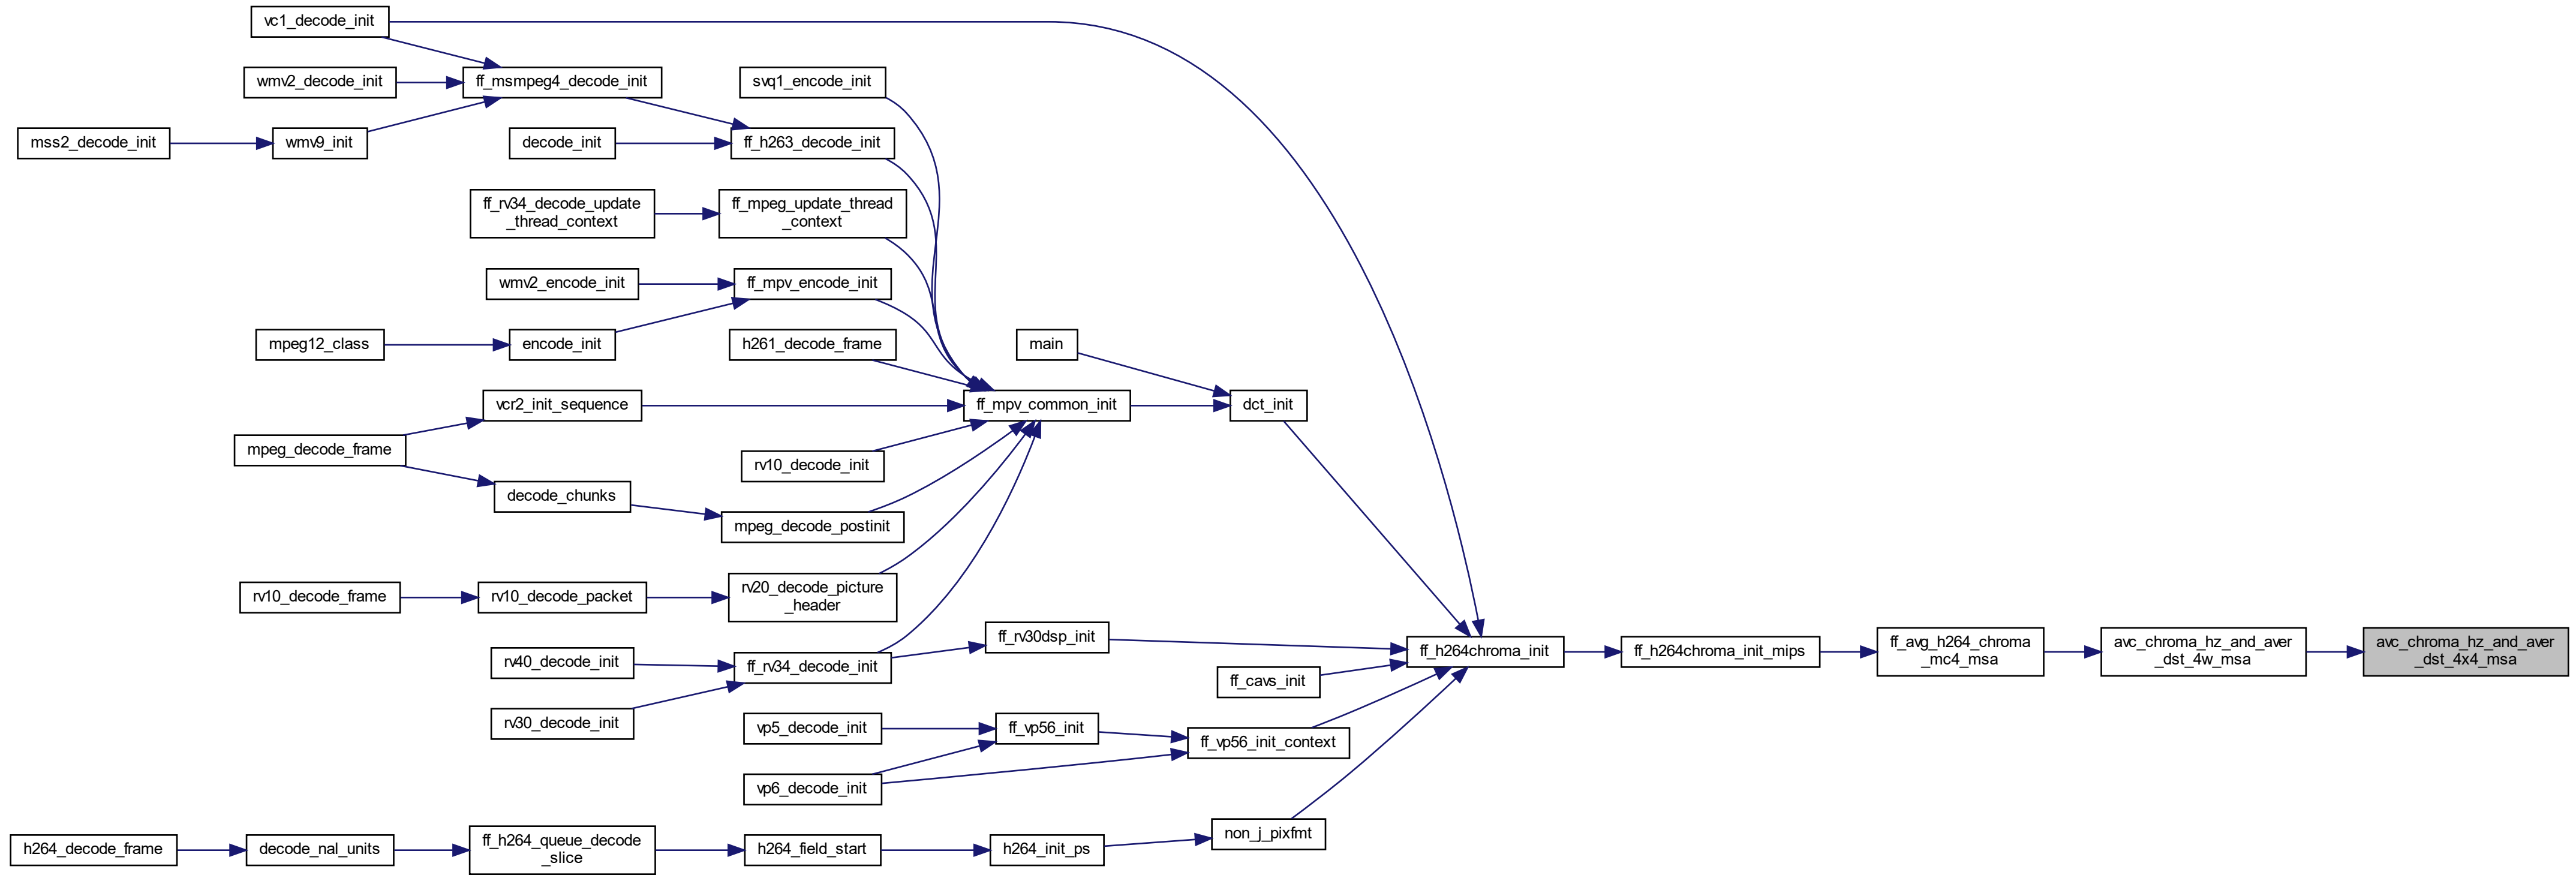 vc1_decode_init
wmv2_decode_init
ff_msmpeg4_decode_init
svq1_encode_init
mss2_decode_init
wmv9_init
decode_init
ff_h263_decode_init
ff_rv34_decode_update
_thread_context
ff_mpeg_update_thread
_context
wmv2_encode_init
ff_mpv_encode_init
mpeg12_class
encode_init
h261_decode_frame
main
vcr2_init_sequence
ff_mpv_common_init
dct_init
mpeg_decode_frame
rv10_decode_init
decode_chunks
mpeg_decode_postinit
rv10_decode_frame
rv10_decode_packet
rv20_decode_picture
_header
rv40_decode_init
ff_rv34_decode_init
ff_rv30dsp_init
ff_h264chroma_init
ff_h264chroma_init_mips
ff_avg_h264_chroma
_mc4_msa
avc_chroma_hz_and_aver
_dst_4w_msa
avc_chroma_hz_and_aver
_dst_4x4_msa
ff_cavs_init
rv30_decode_init
vp5_decode_init
ff_vp56_init
ff_vp56_init_context
vp6_decode_init
non_j_pixfmt
h264_decode_frame
decode_nal_units
ff_h264_queue_decode
_slice
h264_field_start
h264_init_ps